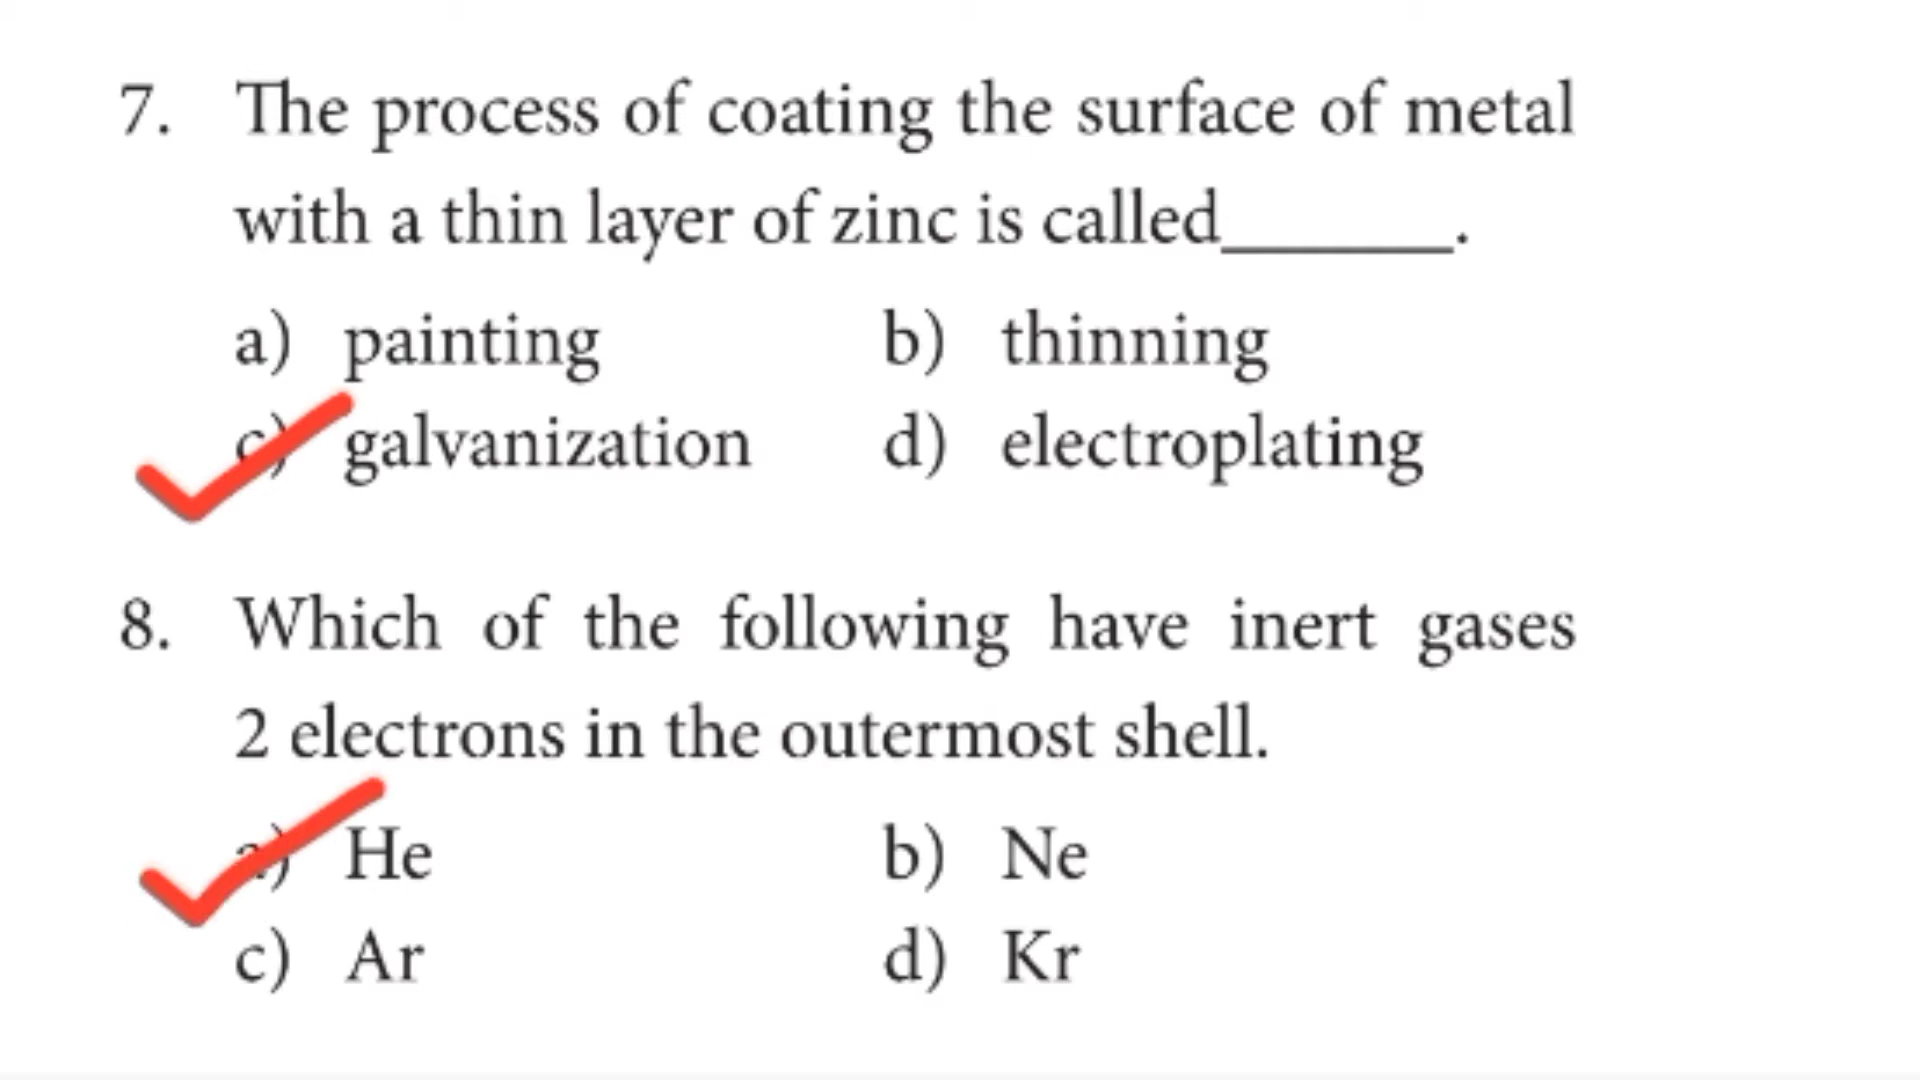 7. The process of coating the surface of metal
with a thin layer of zinc is called______.
a) painting b) thinning
c) galvanization d) electroplating
8. Which of the following have inert gases
2 electrons in the outermost shell.
a) He b) Ne
c) Ar d) Kr